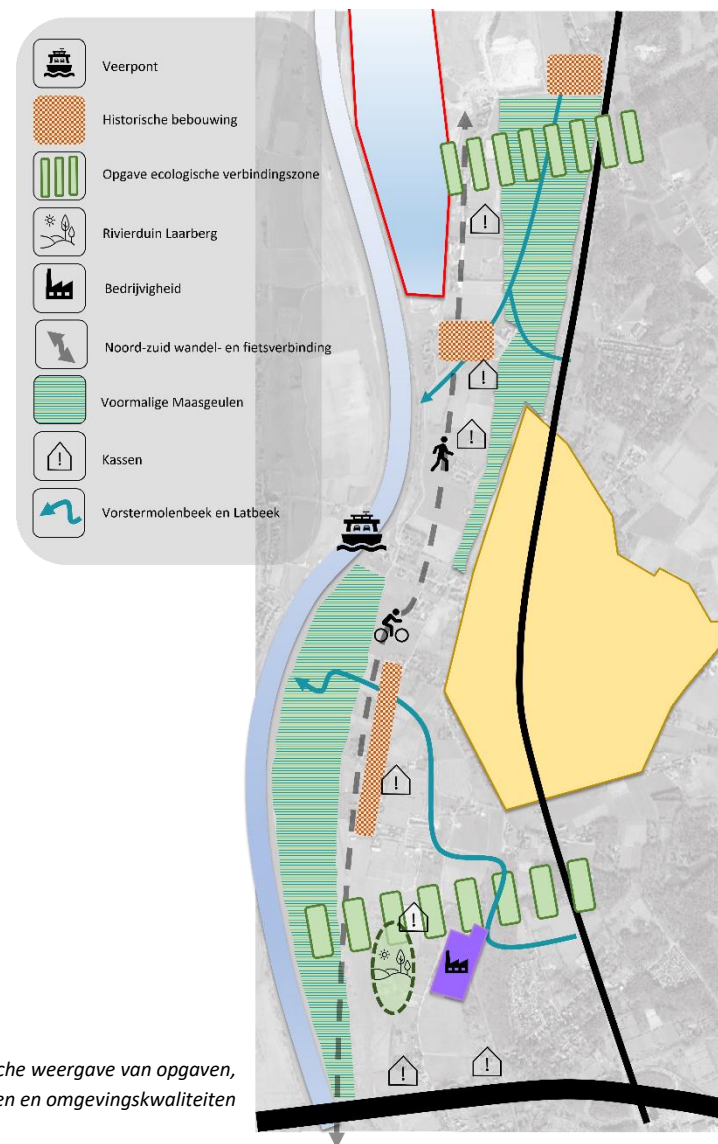 Veerpont
Historische bebouwing
Opgave ecologische verbindingszone
Rivierduin Laarberg
Bedrijvigheid
Noord-zuid wandel- en fietsverbinding
Voormalige Maasgeulen
Kassen
Vorstermolenbeek en Latbeek
che weergave van opgaven,
en en omgevingskwaliteiten